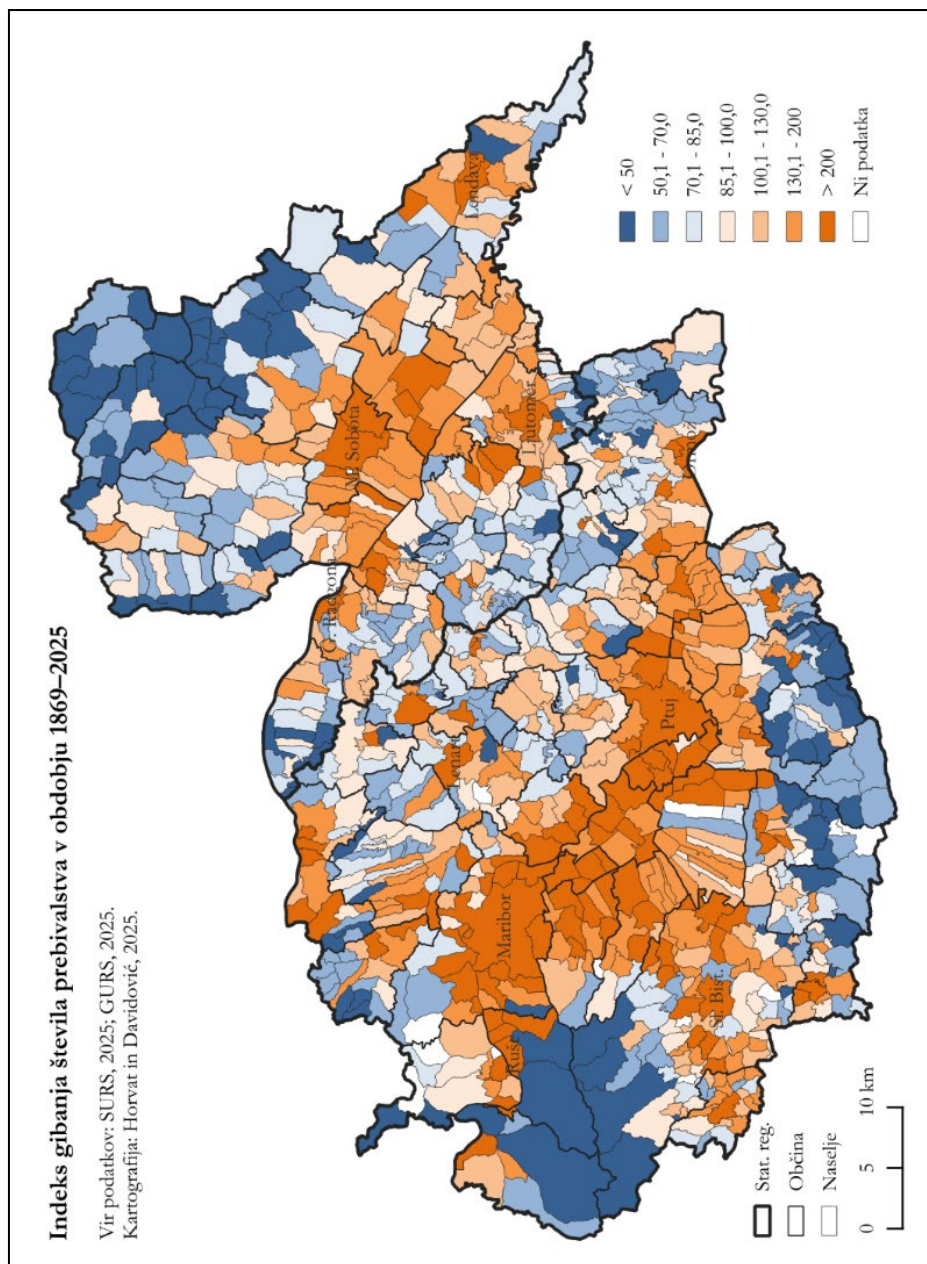 Indeks gibanja števila prebivalstva v obdobju 1869–2025
Vir podatkov: SURS, 2025; GURS, 2025.
Kartografija: Horvat in Davidović, 2025.
M. Sobota
G. Radgona
Lendava
Ljutomer
Lenart
Maribor
Ruše
Ptuj
Ormož
Sl. Bist.
< 50
50,1 - 70,0
70,1 - 85,0
85,1 - 100,0
100,1 - 130,0
130,1 - 200
> 200
Ni podatka
Stat. reg.
Občina
Naselje
0 5 10 km